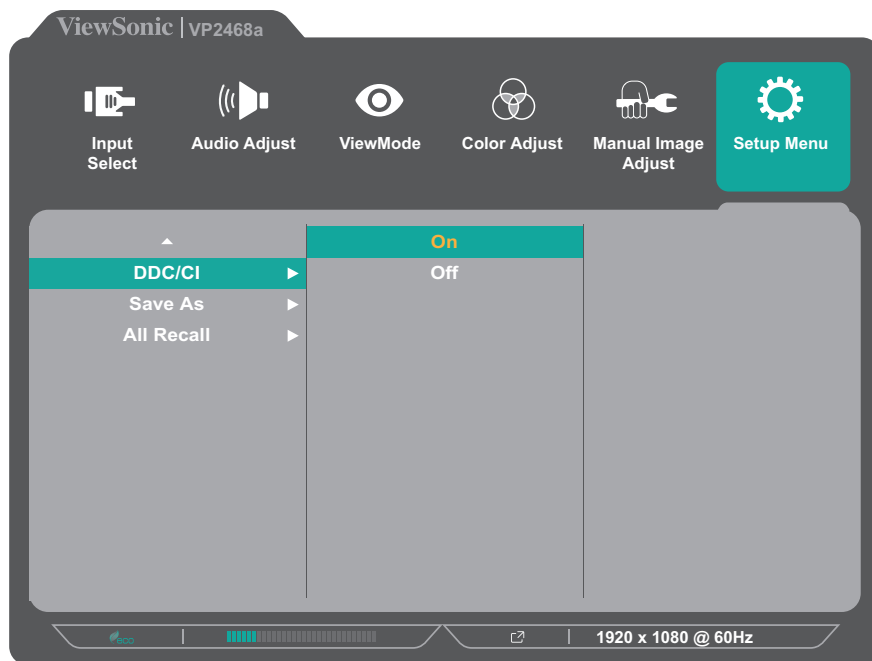 ViewSonic | VP2468a
Input Select
Audio Adjust
ViewMode
Color Adjust
Manual Image Adjust
Setup Menu
On
DDC/CI
Off
Save As
All Recall
eco
1920 x 1080 @ 60Hz